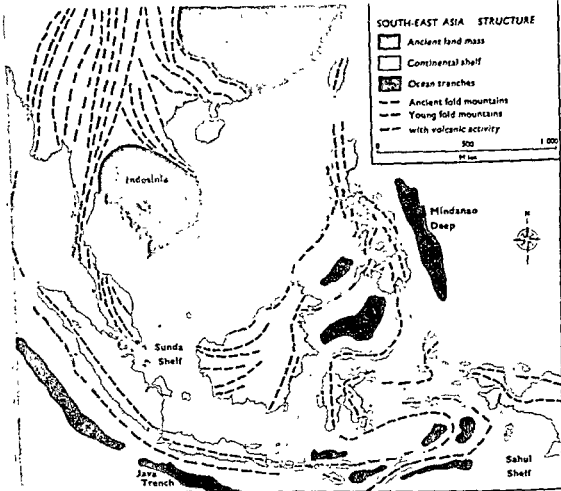 SOUTH-EAST ASIA STRUCTURE
Ancient land mass
Continental shelf
Ocean trenches
Ancient fold mountains
Young fold mountains
with volcanic activity
0 500 1 000
Indosinia
Mindanao
Deep
N
Sunda
Shelf
Java
Trench
Sahul
Shelf